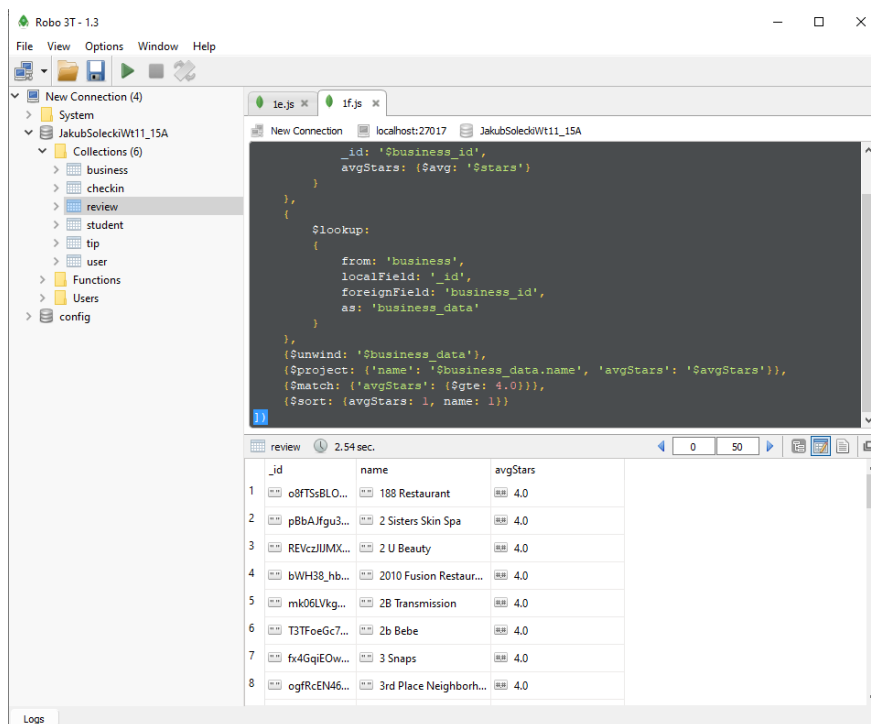 Robo 3T - 1.3
File View Options Window Help
New Connection (4)
System
JakubSoleckiWt11_15A
Collections (6)
business
checkin
review
student
tip
user
Functions
Users
config
1e.js
1f.js
New Connection localhost:27017 JakubSoleckiWt11_15A
_id: '$business_id',
avgStars: {$avg: '$stars'}
}
},
{
$lookup:
{
from: 'business',
localField: '_id',
foreignField: 'business_id',
as: 'business_data'
}
},
{$unwind: '$business_data'},
{$project: {'name': '$business_data.name', 'avgStars': '$avgStars'}},
{$match: {'avgStars': {$gte: 4.0}}},
{$sort: {avgStars: 1, name: 1}}
])
review 2.54 sec. 0 50
_id name avgStars
1 o8fTSsBLO... 188 Restaurant 4.0
2 pBbAJfgu3... 2 Sisters Skin Spa 4.0
3 REVczJIJMX... 2 U Beauty 4.0
4 bWH38_hb... 2010 Fusion Restaur... 4.0
5 mk06LVkg... 2B Transmission 4.0
6 T3TFoeGc7... 2b Bebe 4.0
7 fx4GqiEOw... 3 Snaps 4.0
8 ogfRcEN46... 3rd Place Neighborh... 4.0
Logs